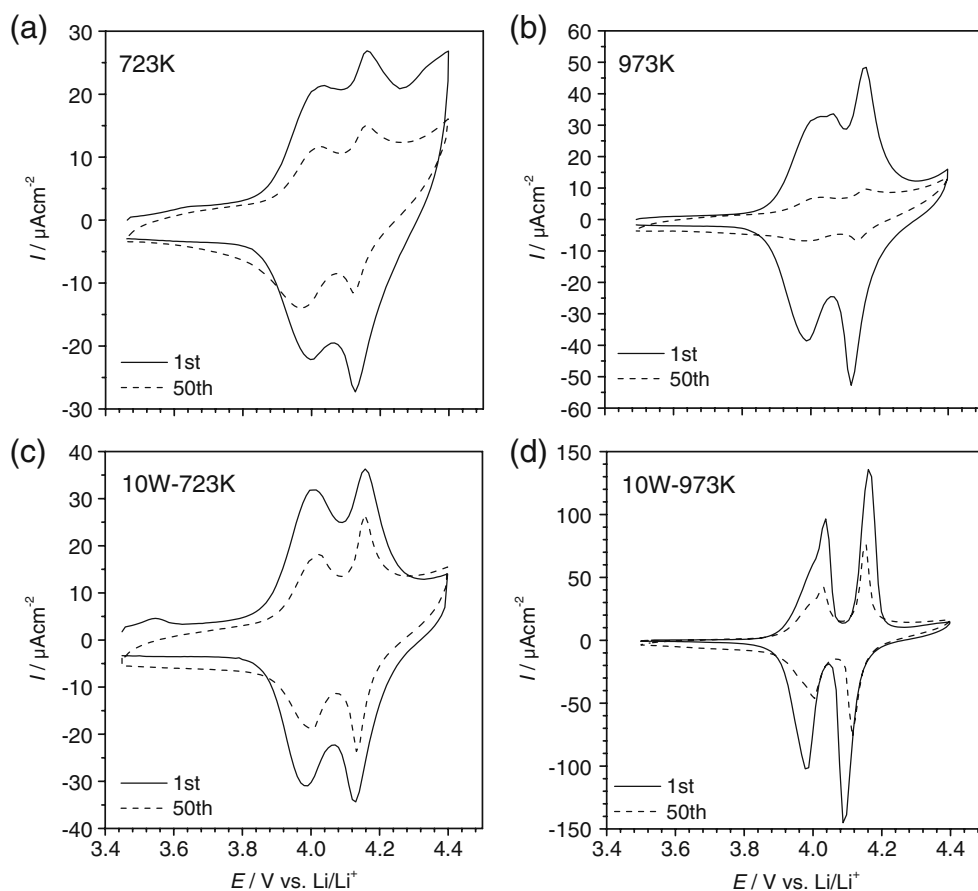 (a)
723K
30
20
10
0
-10
-20
-30
I / µAcm-2
1st
50th
(b)
973K
60
50
40
30
20
10
0
-10
-20
-30
-40
-50
-60
I / µAcm-2
1st
50th
(c)
10W-723K
40
30
20
10
0
-10
-20
-30
-40
I / µAcm-2
1st
50th
3.4 3.6 3.8 4.0 4.2 4.4
(d)
10W-973K
150
100
50
0
-50
-100
-150
I / µAcm-2
1st
50th
3.4 3.6 3.8 4.0 4.2 4.4
E / V vs. Li/Li+